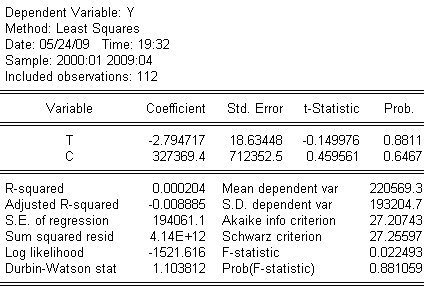 Dependent Variable: Y
Method: Least Squares
Date: 05/24/09 Time: 19:32
Sample: 2000:01 2009:04
Included observations: 112
Variable Coefficient Std. Error t-Statistic Prob.
T -2.794717 18.63448 -0.149976 0.8811
C 327369.4 712352.5 0.459561 0.6467
R-squared 0.000204 Mean dependent var 220569.3
Adjusted R-squared -0.008885 S.D. dependent var 193204.7
S.E. of regression 194061.1 Akaike info criterion 27.20743
Sum squared resid 4.14E+12 Schwarz criterion 27.25597
Log likelihood -1521.616 F-statistic 0.022493
Durbin-Watson stat 1.103812 Prob(F-statistic) 0.881059